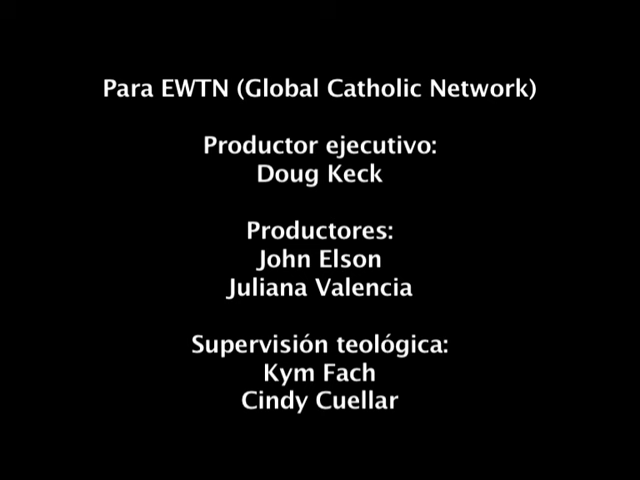 Para EWTN (Global Catholic Network)
Productor ejecutivo:
Doug Keck
Productores:
John Elson
Juliana Valencia
Supervisión teológica:
Kym Fach
Cindy Cuellar